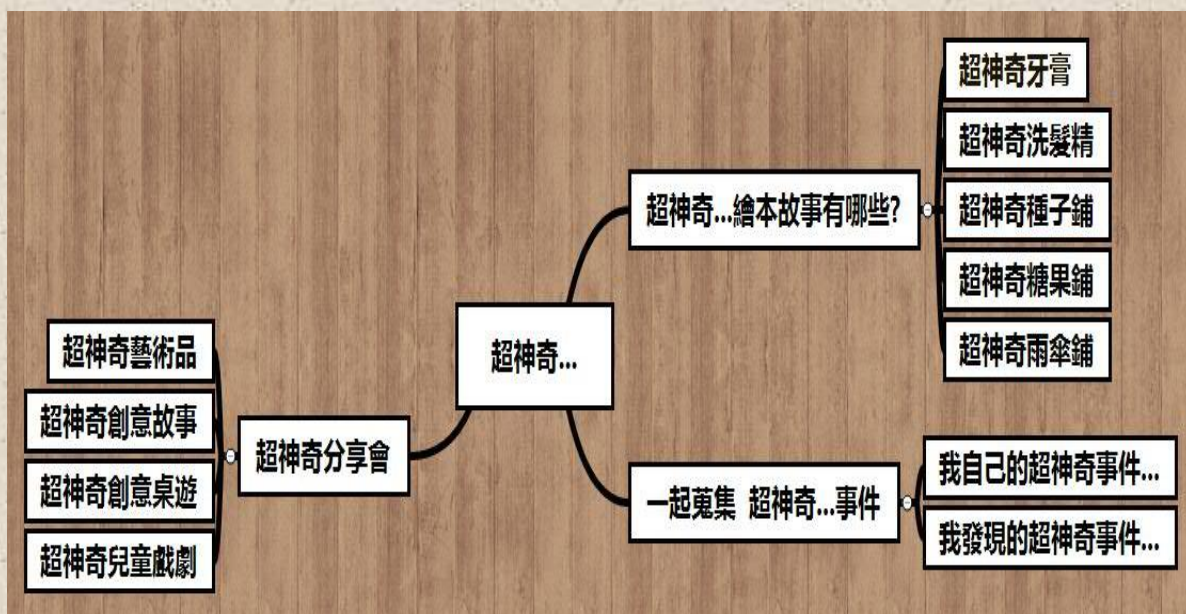 超神奇...
超神奇...繪本故事有哪些?
超神奇牙膏
超神奇洗髮精
超神奇種子鋪
超神奇糖果鋪
超神奇雨傘鋪
一起蒐集 超神奇...事件
我自己的超神奇事件...
我發現的超神奇事件...
超神奇分享會
超神奇藝術品
超神奇創意故事
超神奇創意桌遊
超神奇兒童戲劇